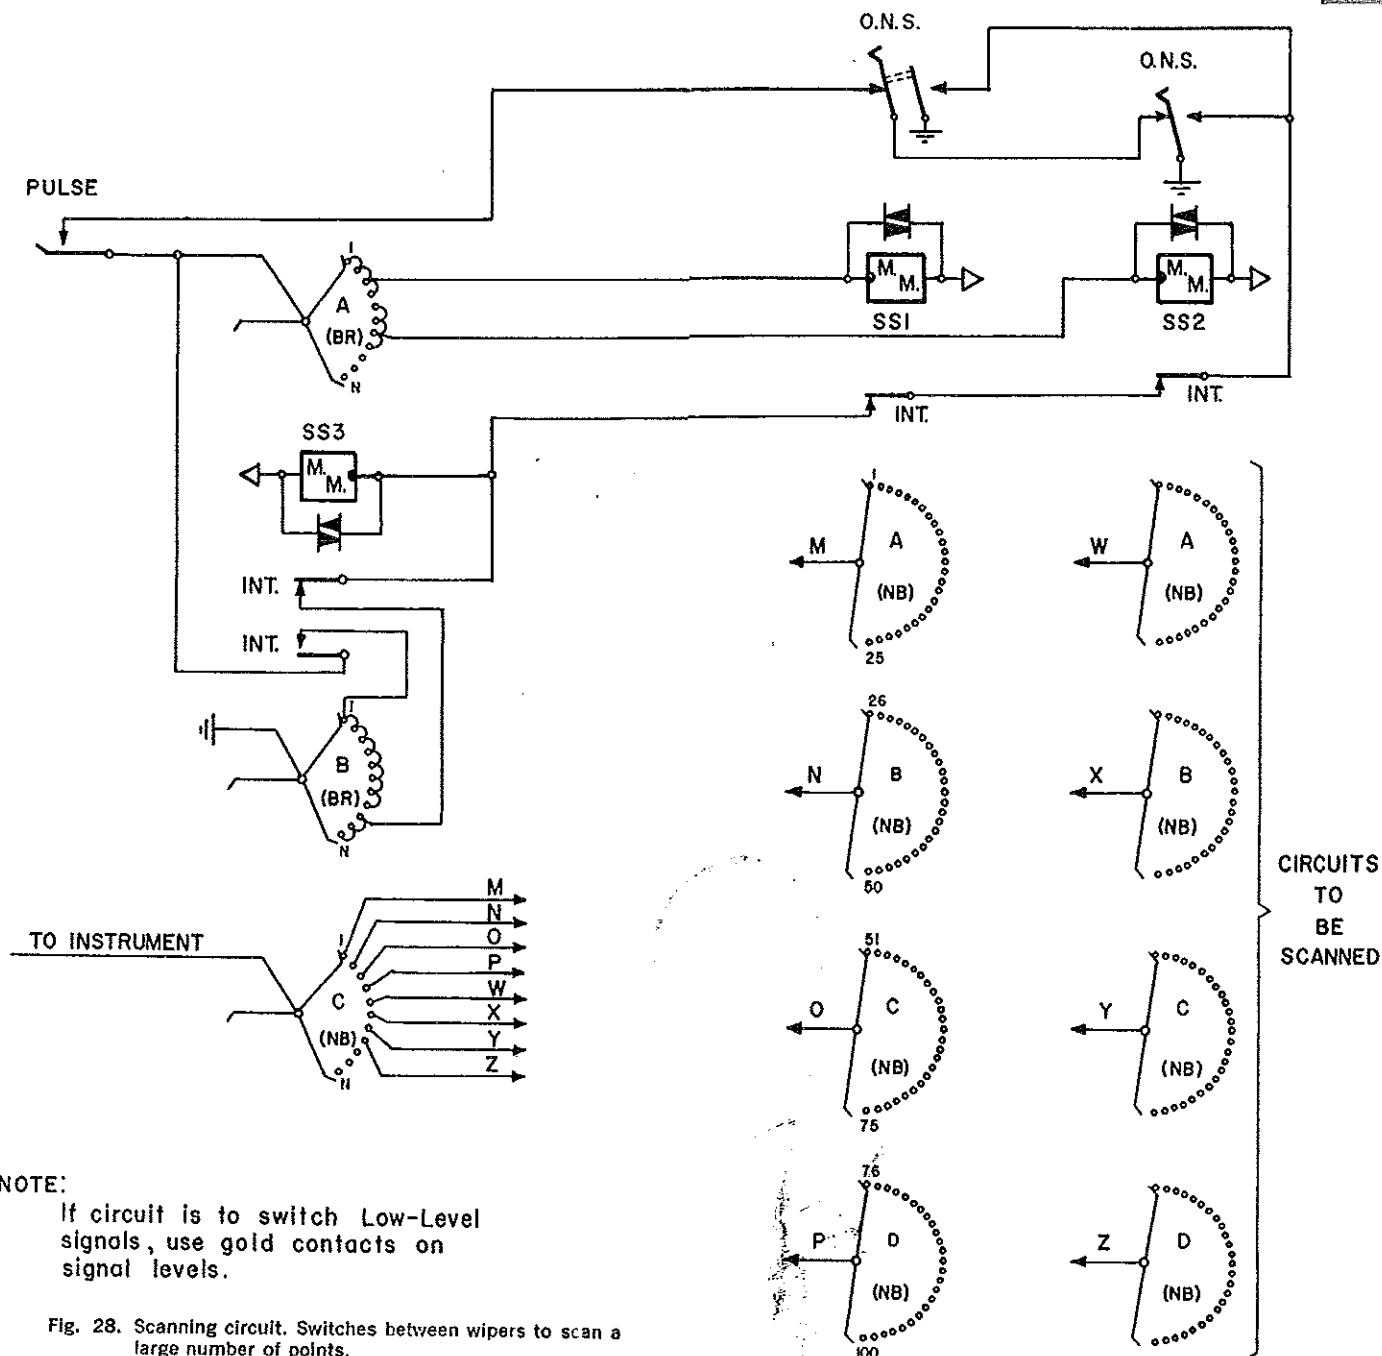 O.N.S.
O.N.S.
PULSE
I
A
(BR)
N
M.
M.
SS1
M.
M.
SS2
INT.
INT.
SS3
M.
M.
INT.
INT.
I
B
(BR)
N
TO INSTRUMENT
I
C
(NB)
N
M
N
O
P
W
X
Y
Z
I
M
A
(NB)
25
W
A
(NB)
26
N
B
(NB)
50
X
B
(NB)
51
O
C
(NB)
75
Y
C
(NB)
76
P
D
(NB)
100
Z
D
(NB)
CIRCUITS
TO
BE
SCANNED
NOTE:
If circuit is to switch Low-Level
signals, use gold contacts on
signal levels.
Fig. 28. Scanning circuit. Switches between wipers to scan a
large number of points.